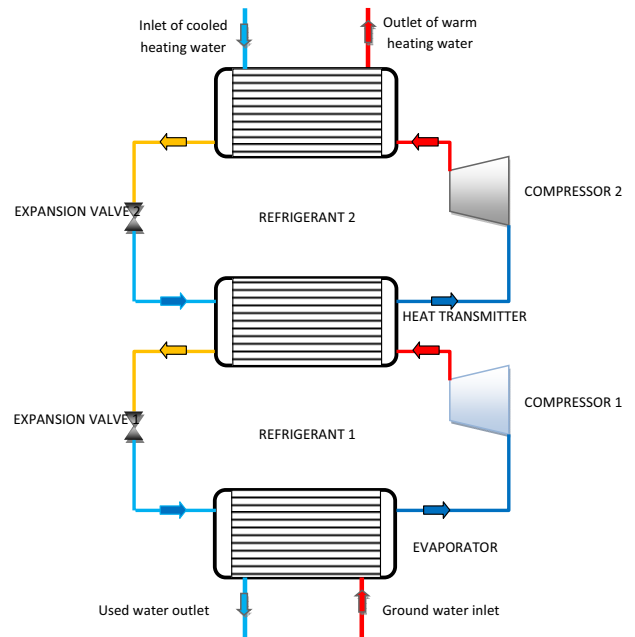 Inlet of cooled
heating water
Outlet of warm
heating water
COMPRESSOR 2
EXPANSION VALVE 2
REFRIGERANT 2
HEAT TRANSMITTER
COMPRESSOR 1
EXPANSION VALVE 1
REFRIGERANT 1
EVAPORATOR
Used water outlet
Ground water inlet